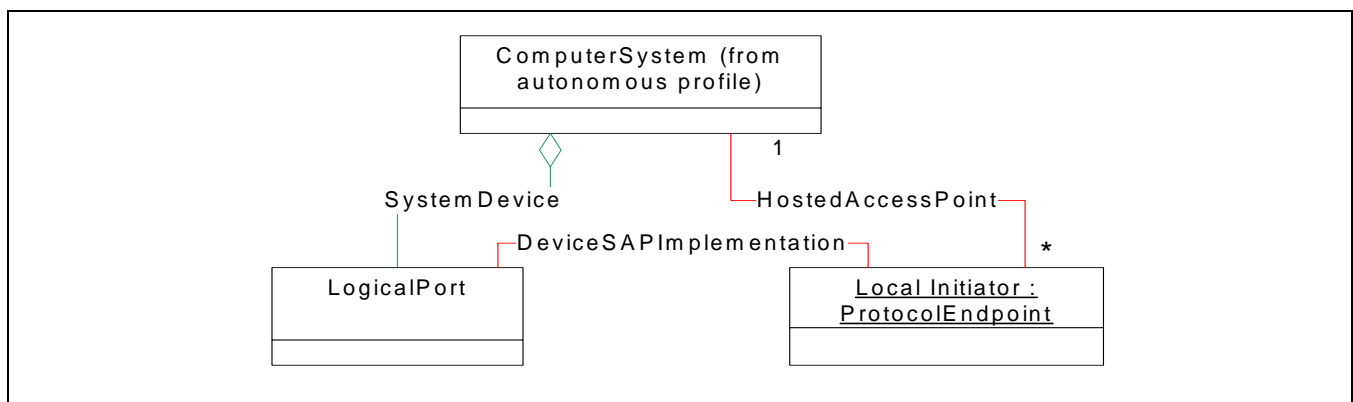 ComputerSystem (from
autonomous profile)
1
SystemDevice
HostedAccessPoint
DeviceSAPImplementation
*
LogicalPort
Local Initiator :
ProtocolEndpoint